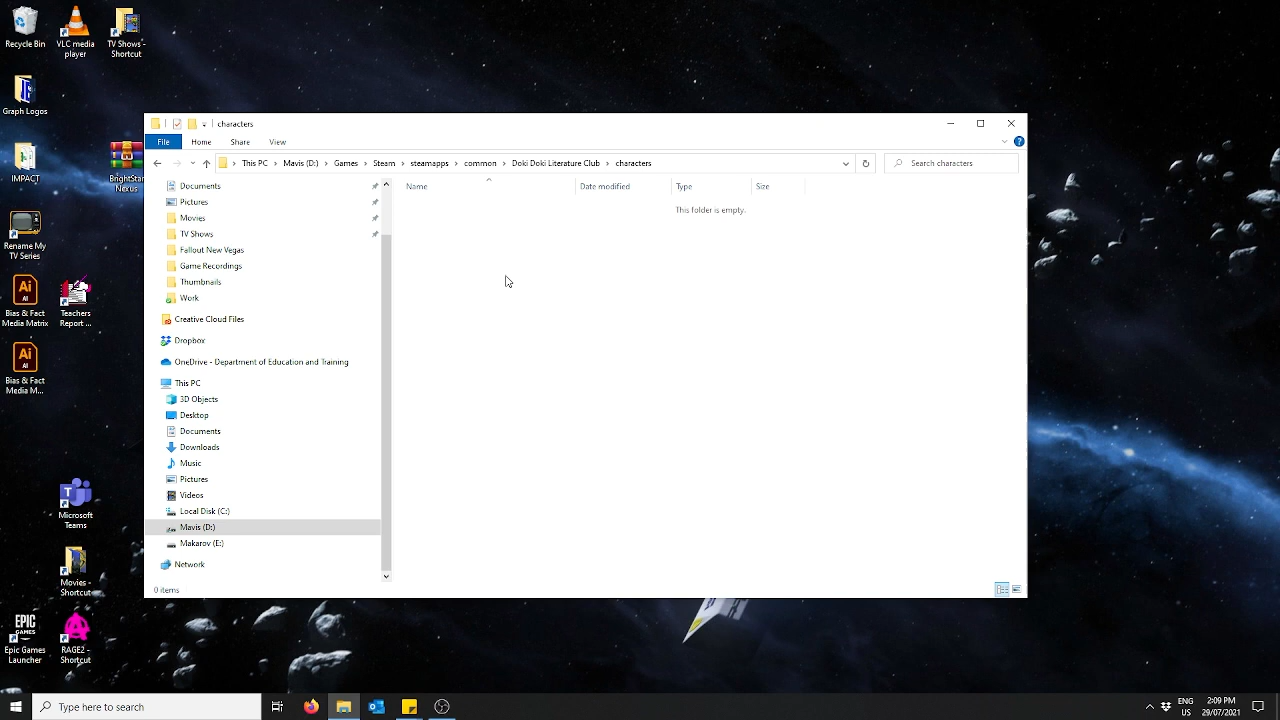 Recycle Bin
VLC media
player
TV Shows -
Shortcut
Graph Logos
IMPACT
BrightStar
Nexus
Rename My
TV Series
Ai
AI
Bias & Fact
Media Matrix
Teachers
Report ...
Ai
AI
Bias & Fact
Media M...
T
Microsoft
Teams
Movies -
Shortcut
EPIC
GAMES
Epic Games
Launcher
RAGE2 -
Shortcut
characters
File
Home
Share
View
This PC
Mavis (D:)
Games
Steam
steamapps
common
Doki Doki Literature Club
characters
Search characters
Documents
Pictures
Movies
TV Shows
Fallout New Vegas
Game Recordings
Thumbnails
Work
Creative Cloud Files
Dropbox
OneDrive - Department of Education and Training
This PC
3D Objects
Desktop
Documents
Downloads
Music
Pictures
Videos
Local Disk (C:)
Mavis (D:)
Makarov (E:)
Network
Name
Date modified
Type
Size
This folder is empty.
0 items
Type here to search
ENG
US
2:09 PM
29/07/2021